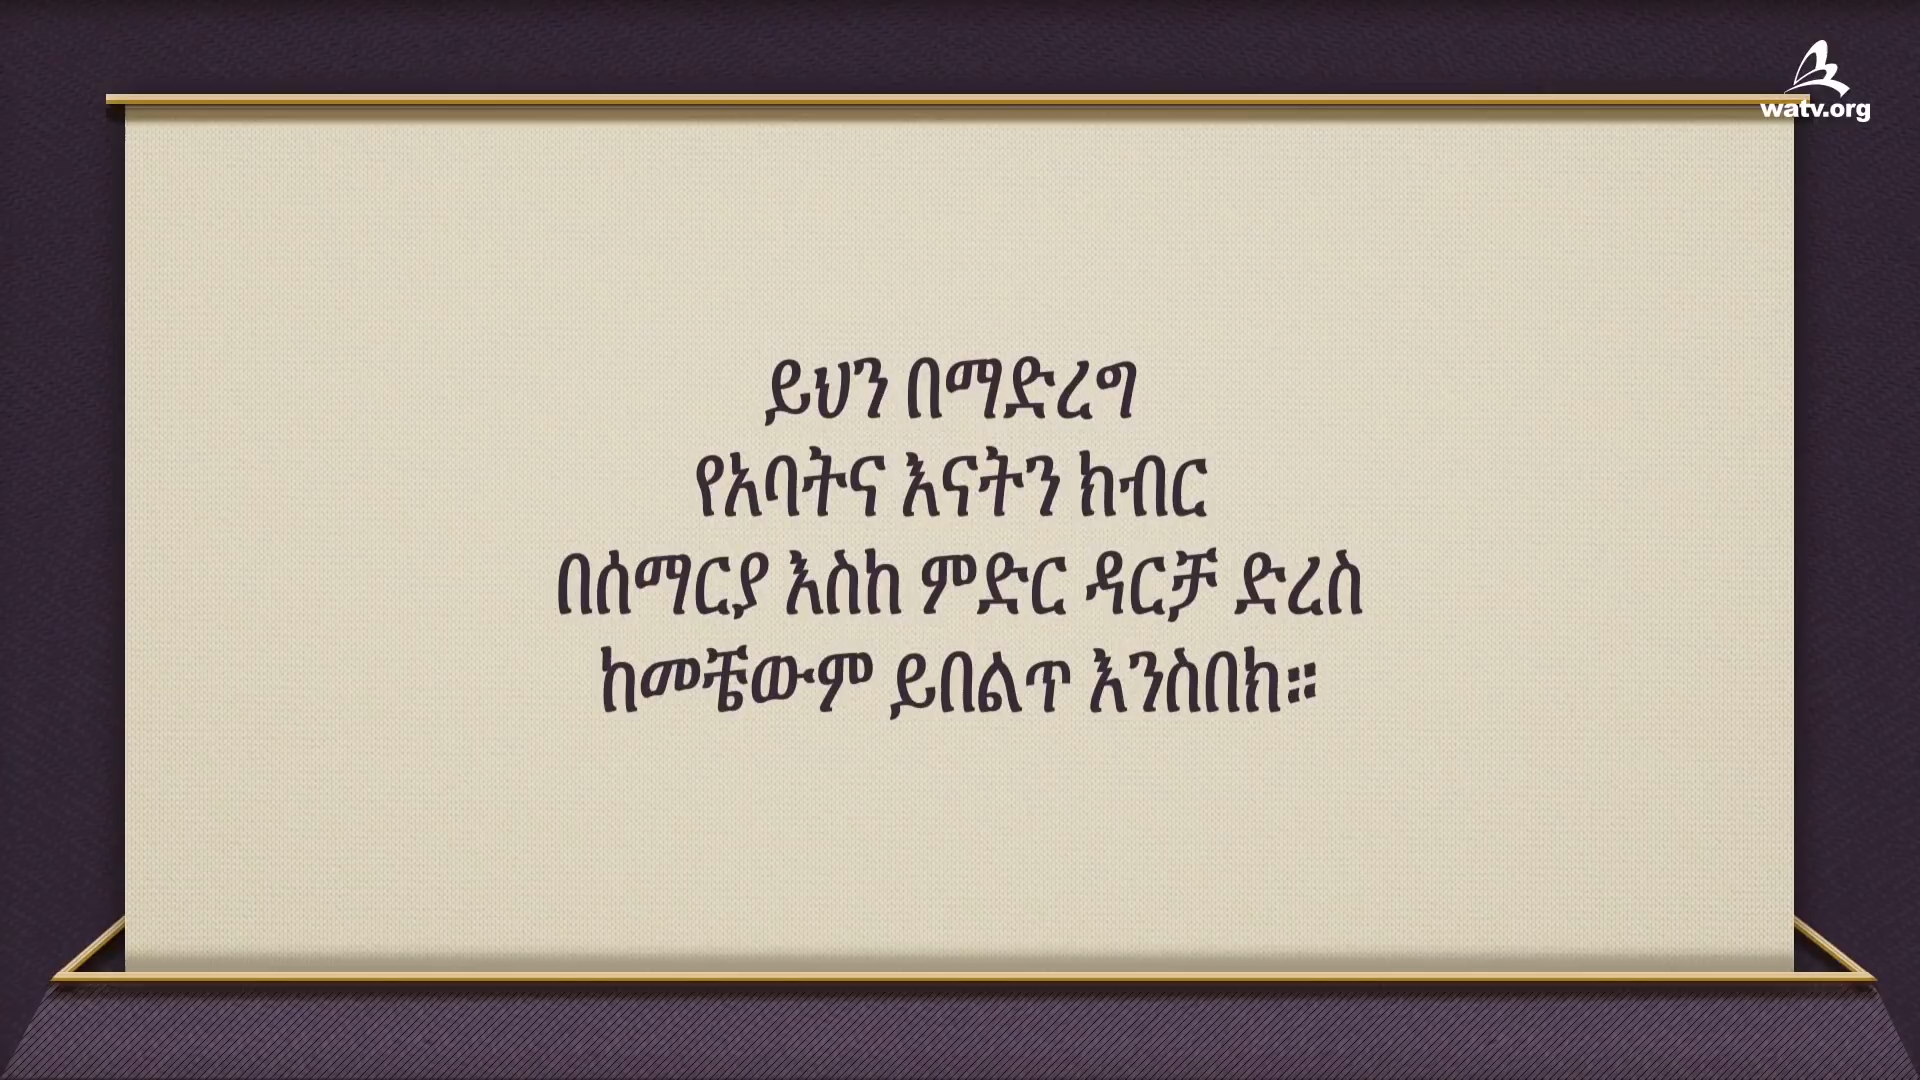 watv.org
ይህን በማድረግ
የአባትና እናትን ክብር
በሰማርያ እስከ ምድር ዳርቻ ድረስ
ከመቼውም ይበልጥ እንስበክ።